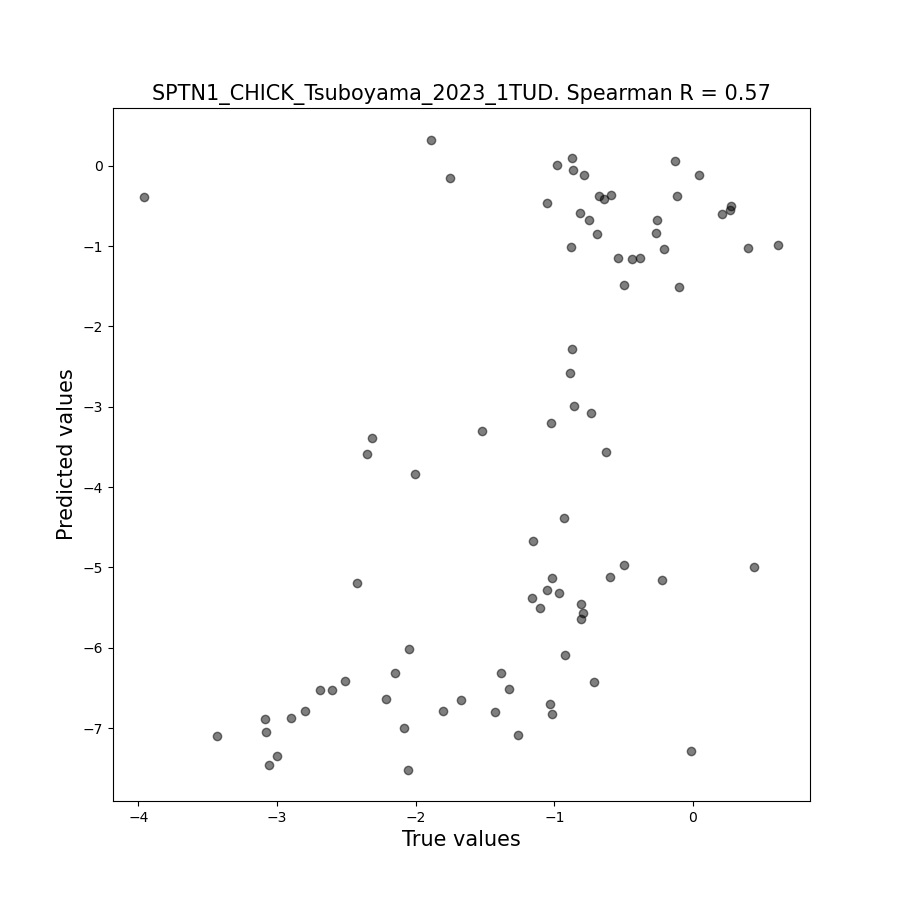 SPTN1_CHICK_Tsuboyama_2023_1TUD. Spearman R = 0.57
0
−1
−2
−3
−4
−5
−6
−7
Predicted values
−4 −3 −2 −1 0
True values